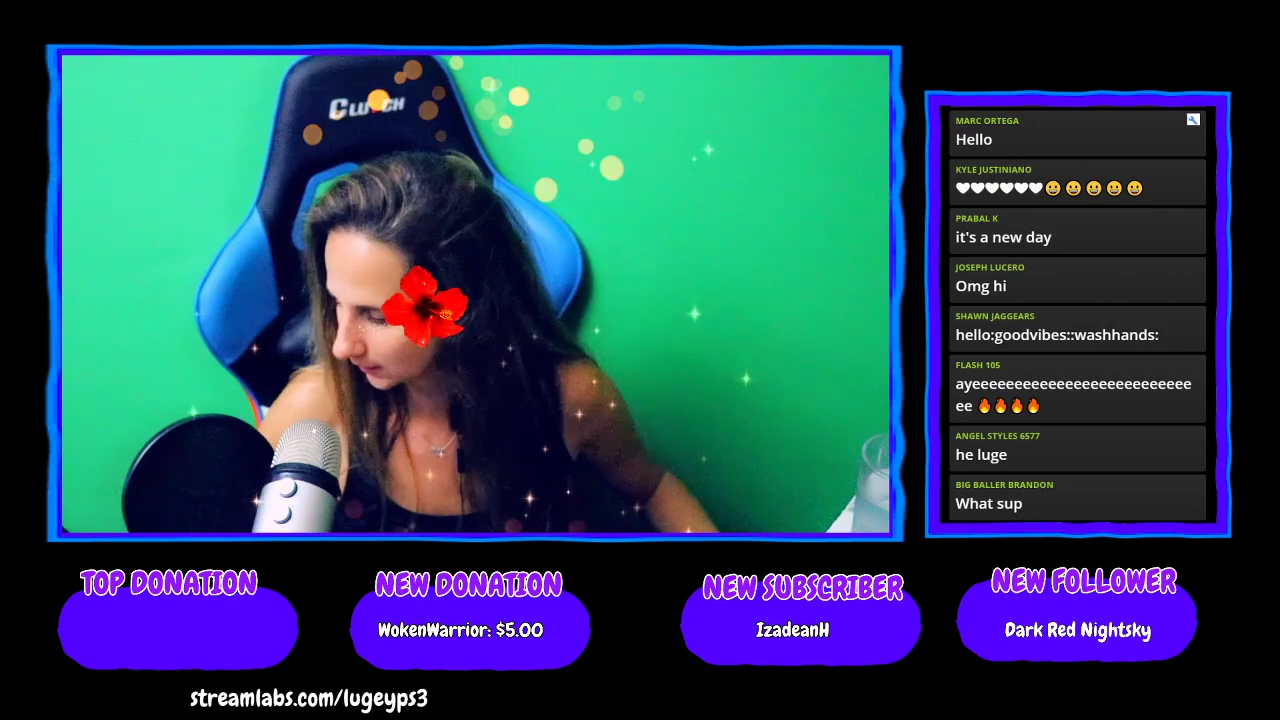 CLUTCH
MARC ORTEGA
Hello
KYLE JUSTINIANO
🤍🤍🤍🤍🤍🤍😀😀😀😀😀
PRABAL K
it's a new day
JOSEPH LUCERO
Omg hi
SHAWN JAGGEARS
hello:goodvibes::washhands:
FLASH 105
ayeeeeeeeeeeeeeeeeeeeeeeeeee
ee 🔥🔥🔥🔥
ANGEL STYLES 6577
he luge
BIG BALLER BRANDON
What sup
TOP DONATION
NEW DONATION
WokenWarrior: $5.00
NEW SUBSCRIBER
IzadeanH
NEW FOLLOWER
Dark Red Nightsky
streamlabs.com/lugeyps3